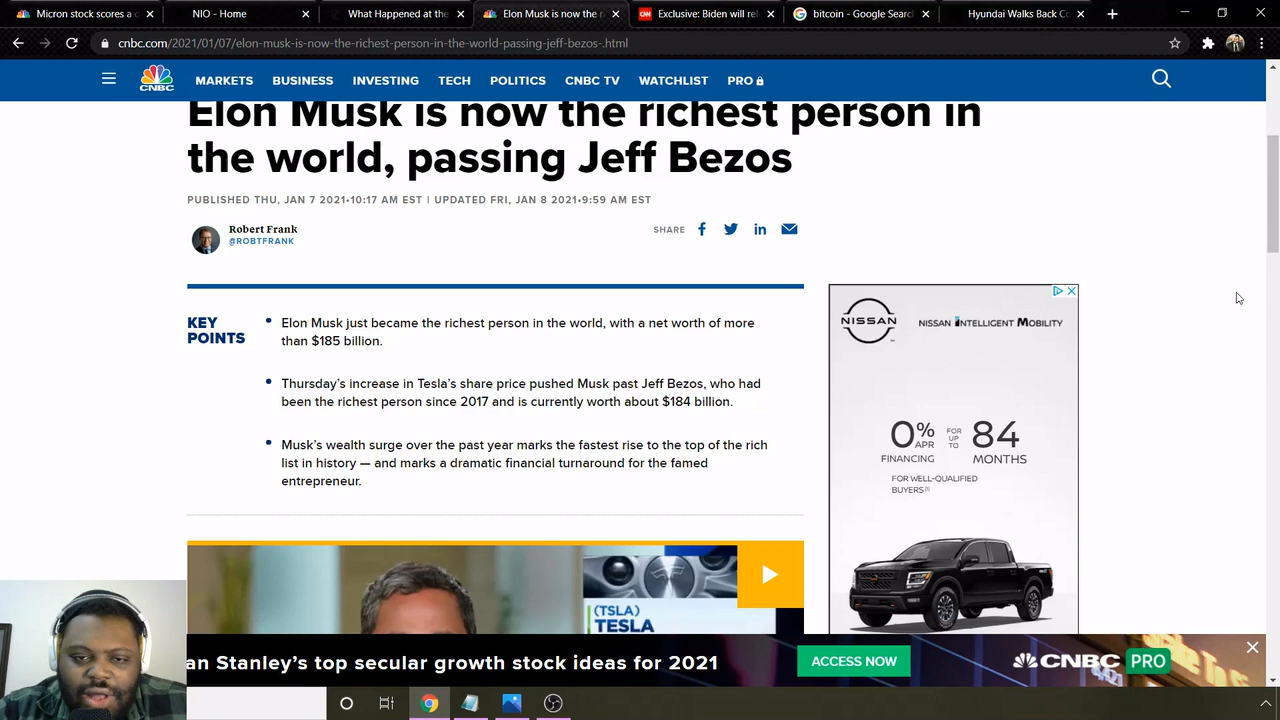 Micron stock scores a c
NIO - Home
What Happened at the
Elon Musk is now the r
Exclusive: Biden will rel
bitcoin - Google Searc
Hyundai Walks Back Co
cnbc.com/2021/01/07/elon-musk-is-now-the-richest-person-in-the-world-passing-jeff-bezos-.html
CNBC
MARKETS BUSINESS INVESTING TECH POLITICS CNBC TV WATCHLIST PRO
Elon Musk is now the richest person in
the world, passing Jeff Bezos
PUBLISHED THU, JAN 7 2021•10:17 AM EST | UPDATED FRI, JAN 8 2021•9:59 AM EST
Robert Frank
@ROBTFRANK
SHARE
KEY
POINTS
Elon Musk just became the richest person in the world, with a net worth of more
than $185 billion.
Thursday's increase in Tesla's share price pushed Musk past Jeff Bezos, who had
been the richest person since 2017 and is currently worth about $184 billion.
Musk's wealth surge over the past year marks the fastest rise to the top of the rich
list in history — and marks a dramatic financial turnaround for the famed
entrepreneur.
NISSAN
NISSAN INTELLIGENT MOBILITY
0% APR
FINANCING
FOR
UP
TO
84
MONTHS
FOR WELL-QUALIFIED
BUYERS [1]
(TSLA)
TESLA
an Stanley's top secular growth stock ideas for 2021
ACCESS NOW
CNBC PRO